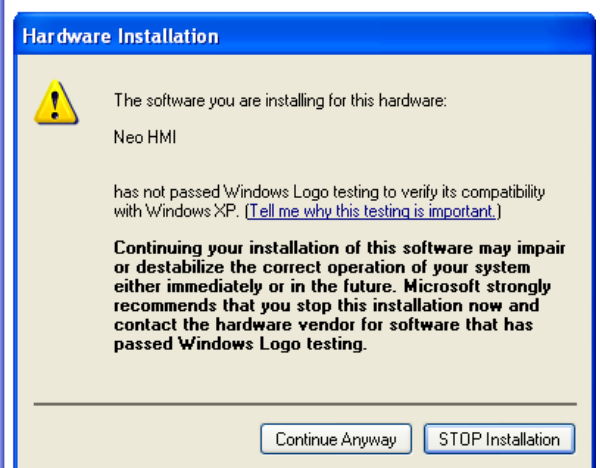 Hardware Installation
The software you are installing for this hardware:
Neo HMI
has not passed Windows Logo testing to verify its compatibility
with Windows XP. (Tell me why this testing is important.)
Continuing your installation of this software may impair
or destabilize the correct operation of your system
either immediately or in the future. Microsoft strongly
recommends that you stop this installation now and
contact the hardware vendor for software that has
passed Windows Logo testing.
Continue Anyway
STOP Installation